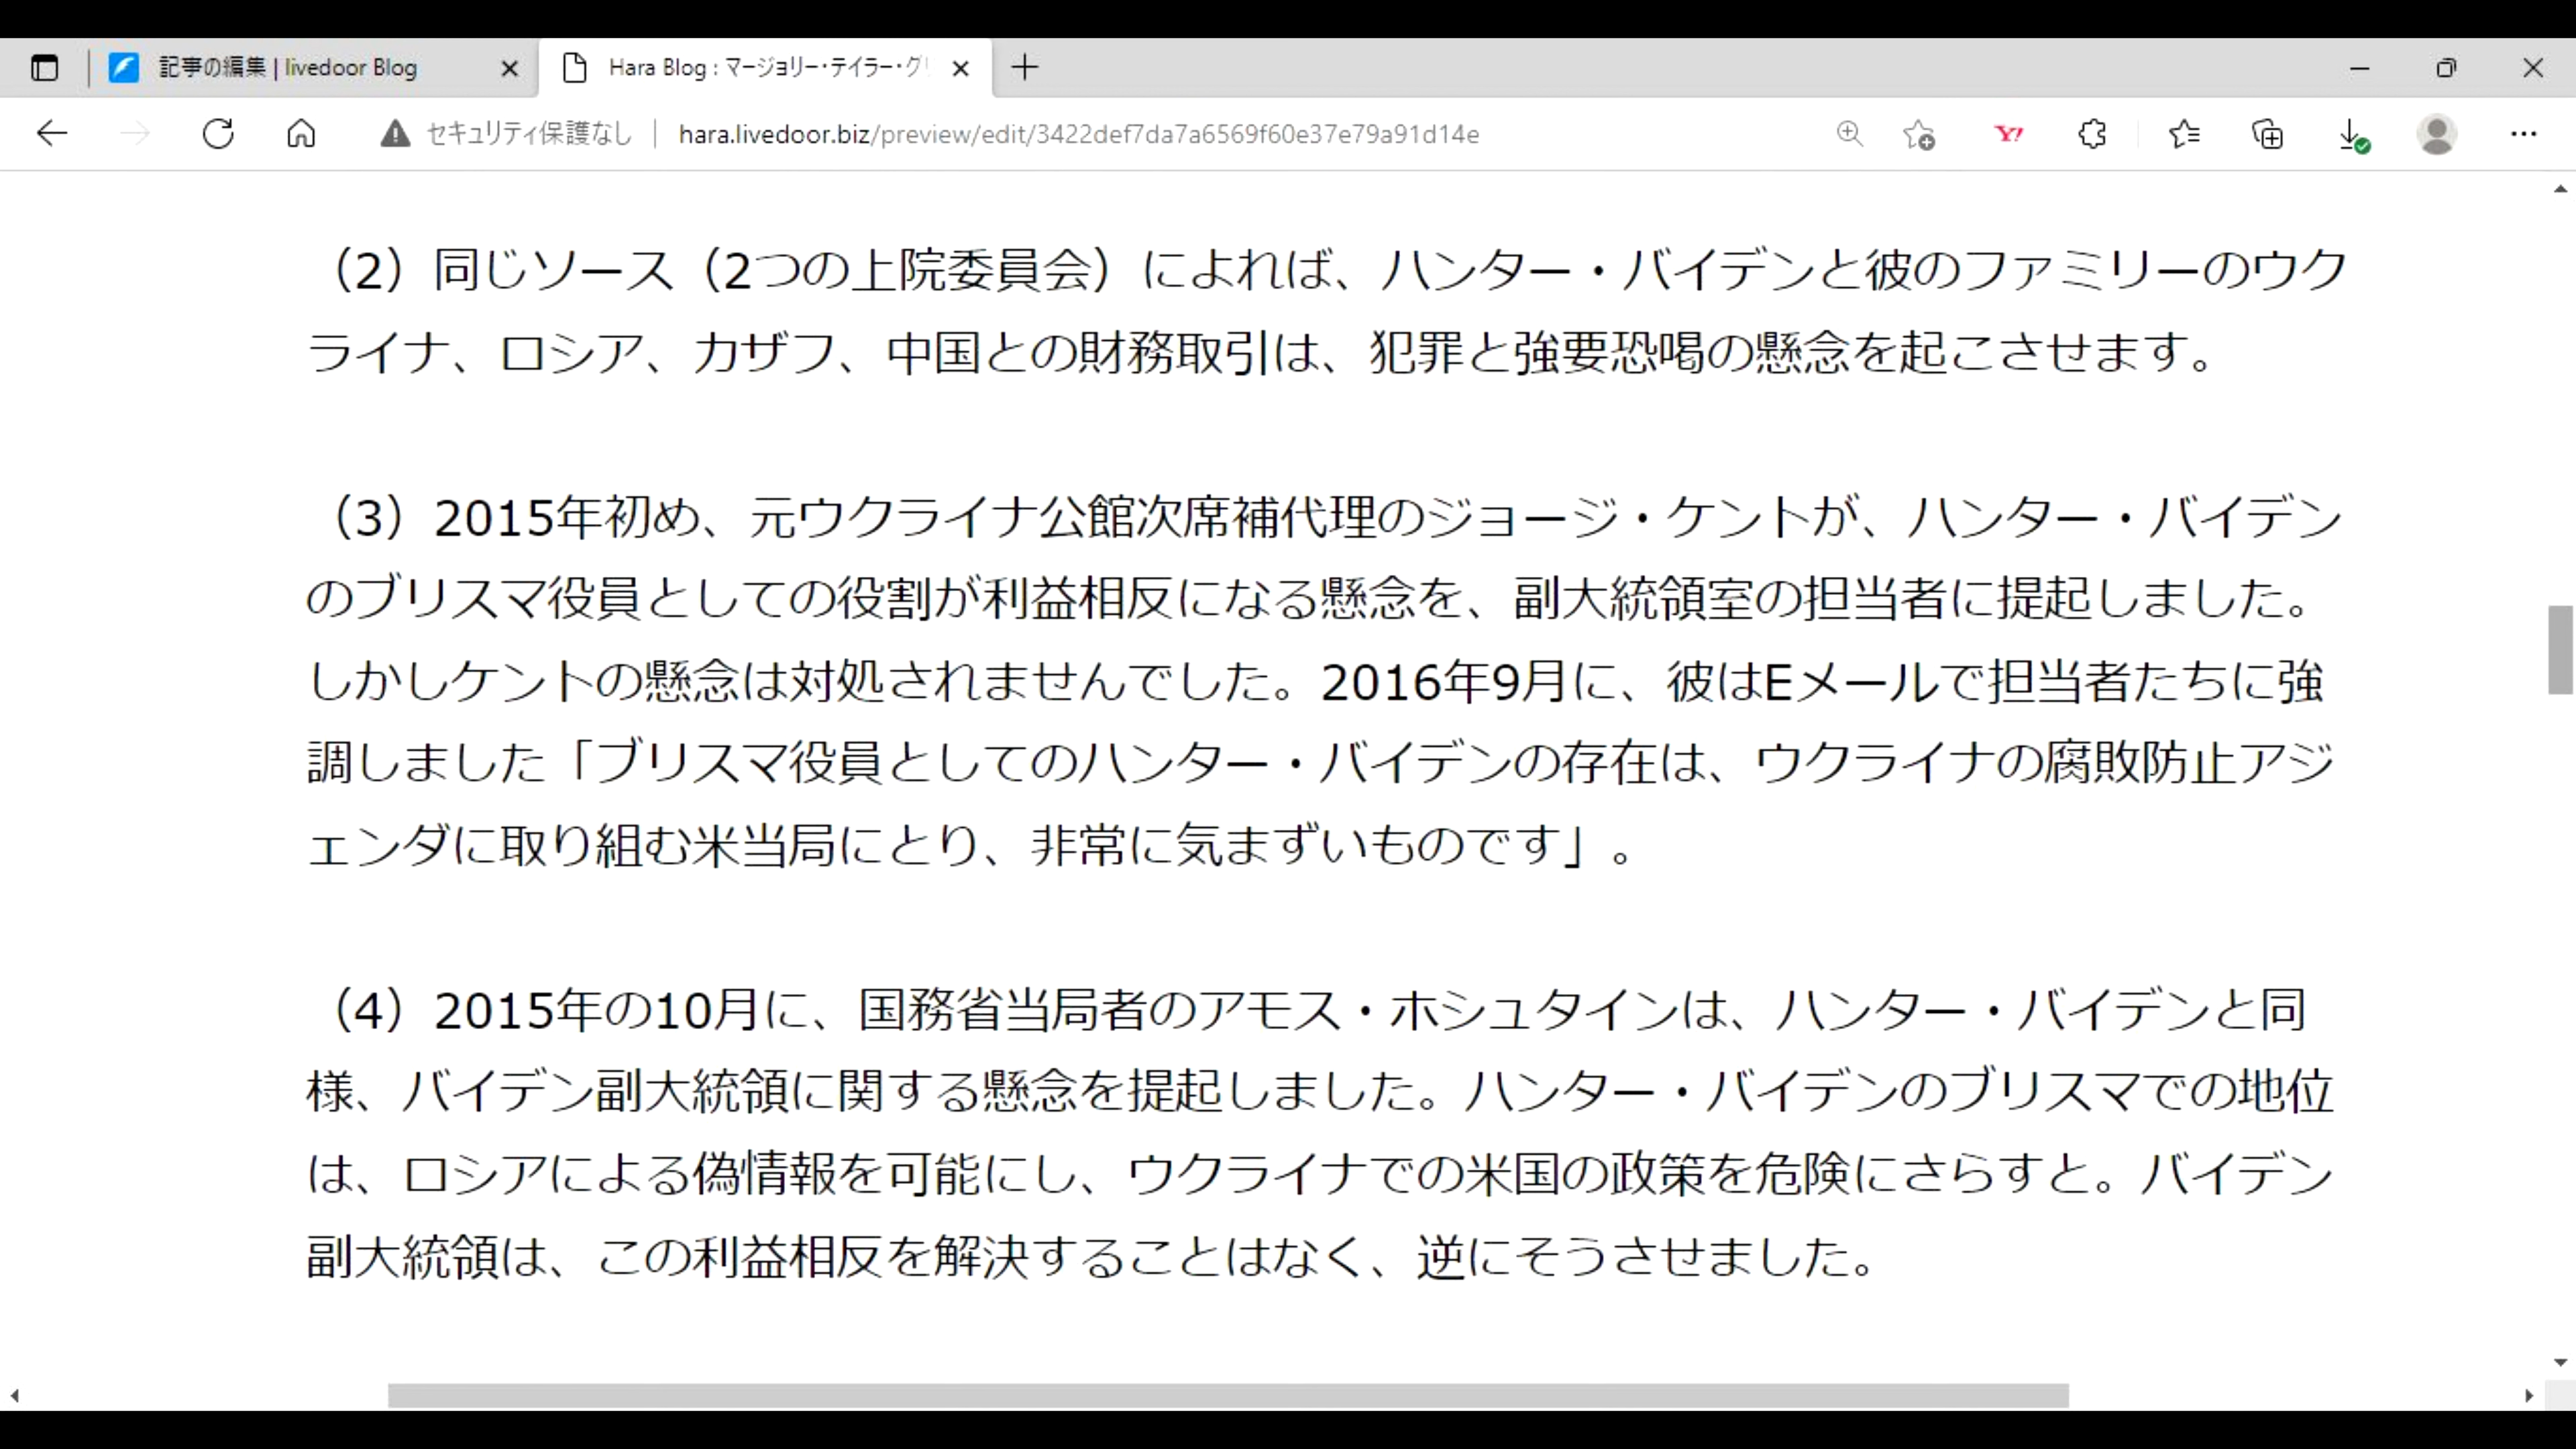 記事の編集 | livedoor Blog
Hara Blog : マージョリー・テイラー・グ
セキュリティ保護なし
hara.livedoor.biz/preview/edit/3422def7da7a6569f60e37e79a91d14e
Y!
（2）同じソース（2つの上院委員会）によれば、ハンター・バイデンと彼のファミリーのウク
ライナ、ロシア、カザフ、中国との財務取引は、犯罪と強要恐喝の懸念を起こさせます。
（3）2015年初め、元ウクライナ公館次席補代理のジョージ・ケントが、ハンター・バイデン
のブリスマ役員としての役割が利益相反になる懸念を、副大統領室の担当者に提起しました。
しかしケントの懸念は対処されませんでした。2016年9月に、彼はEメールで担当者たちに強
調しました「ブリスマ役員としてのハンター・バイデンの存在は、ウクライナの腐敗防止アジ
ェンダに取り組む米当局にとり、非常に気まずいものです」。
（4）2015年の10月に、国務省当局者のアモス・ホシュタインは、ハンター・バイデンと同
様、バイデン副大統領に関する懸念を提起しました。ハンター・バイデンのブリスマでの地位
は、ロシアによる偽情報を可能にし、ウクライナでの米国の政策を危険にさらすと。バイデン
副大統領は、この利益相反を解決することはなく、逆にそうさせました。